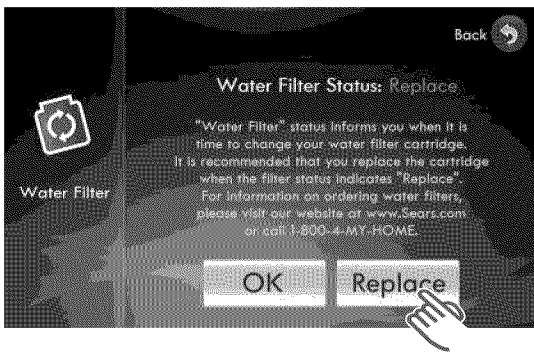 Back
Water Filter Status: Replace
"Water Filter" status informs you when it is
time to change your water filter cartridge.
It is recommended that you replace the cartridge
when the filter status indicates "Replace".
For information on ordering water filters,
please visit our website at www.Sears.com
or call 1-800-4-MY-HOME.
Water Filter
OK
Replace